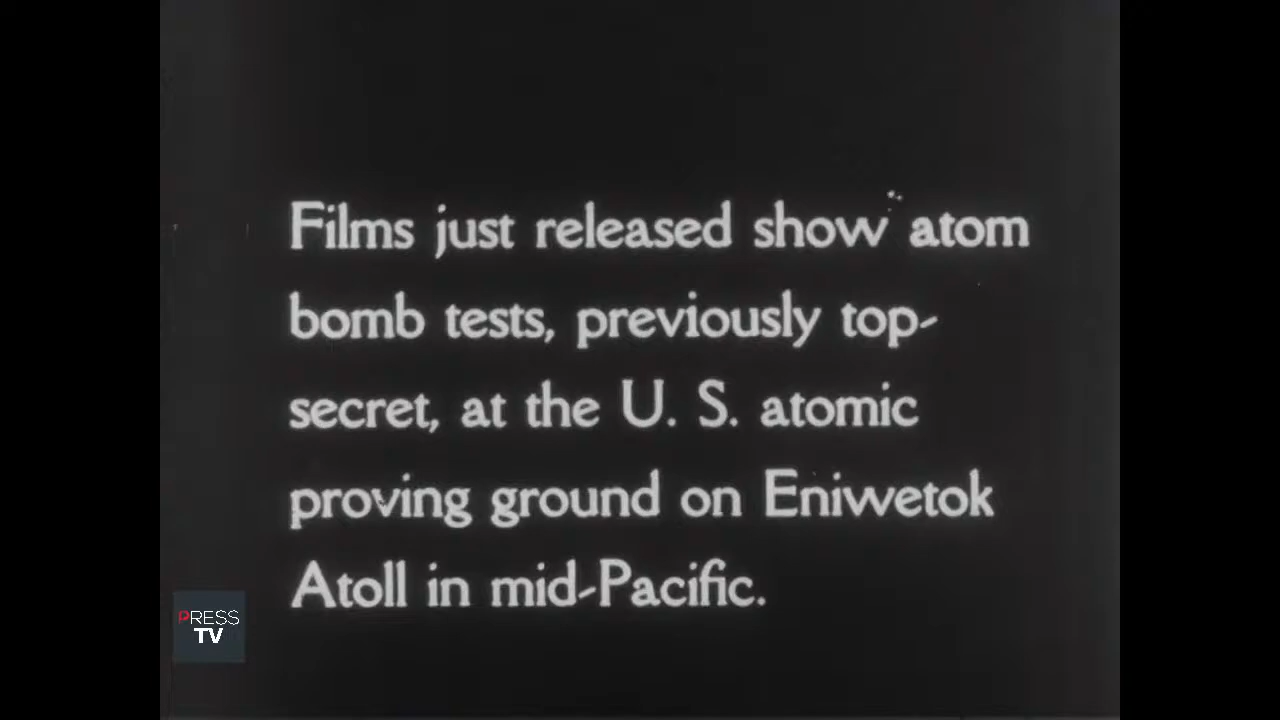 Films just released show atom
bomb tests, previously top-
secret, at the U. S. atomic
proving ground on Eniwetok
Atoll in mid-Pacific.
PRESS
TV